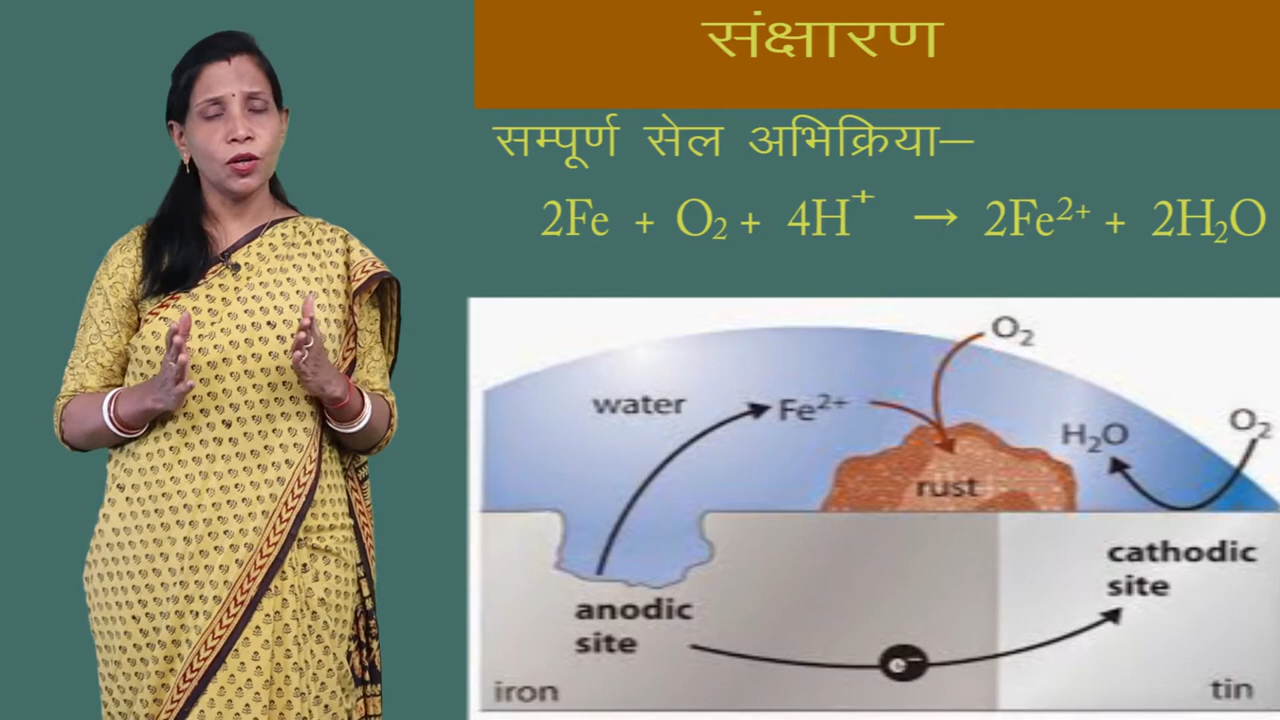 संक्षारण
सम्पूर्ण सेल अभिक्रिया–
2Fe + O₂ + 4H⁺ → 2Fe²⁺ + 2H₂O
O₂
water
Fe²⁺
H₂O
O₂
rust
cathodic
site
anodic
site
e⁻
iron
tin